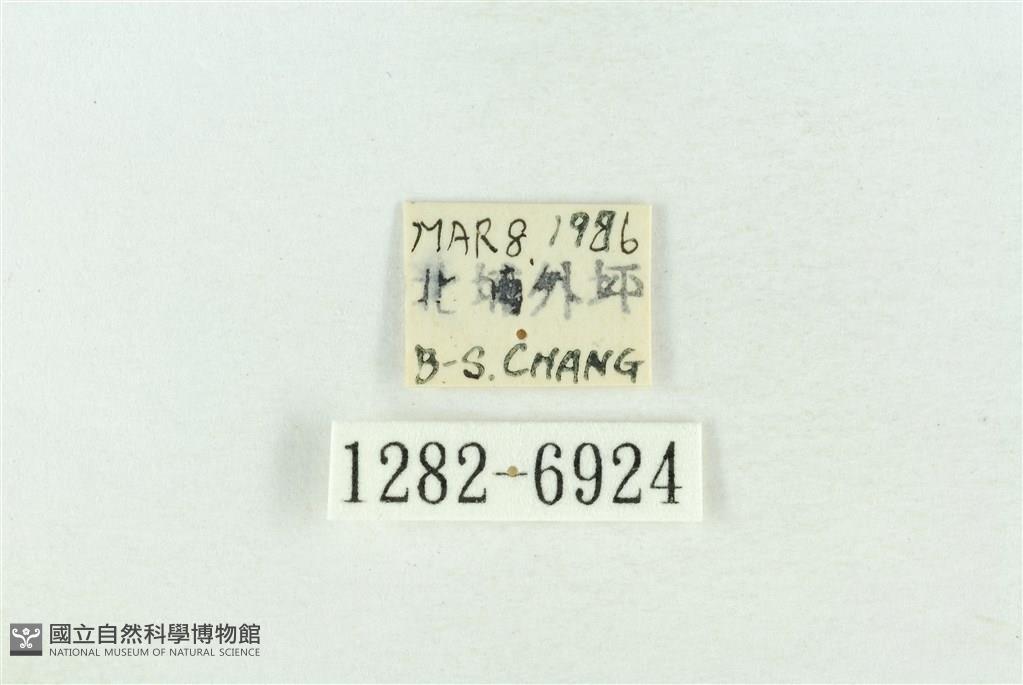 MAR 8. 1986
北埔外坪
B-S. CHANG
1282-6924
國立自然科學博物館
NATIONAL MUSEUM OF NATURAL SCIENCE